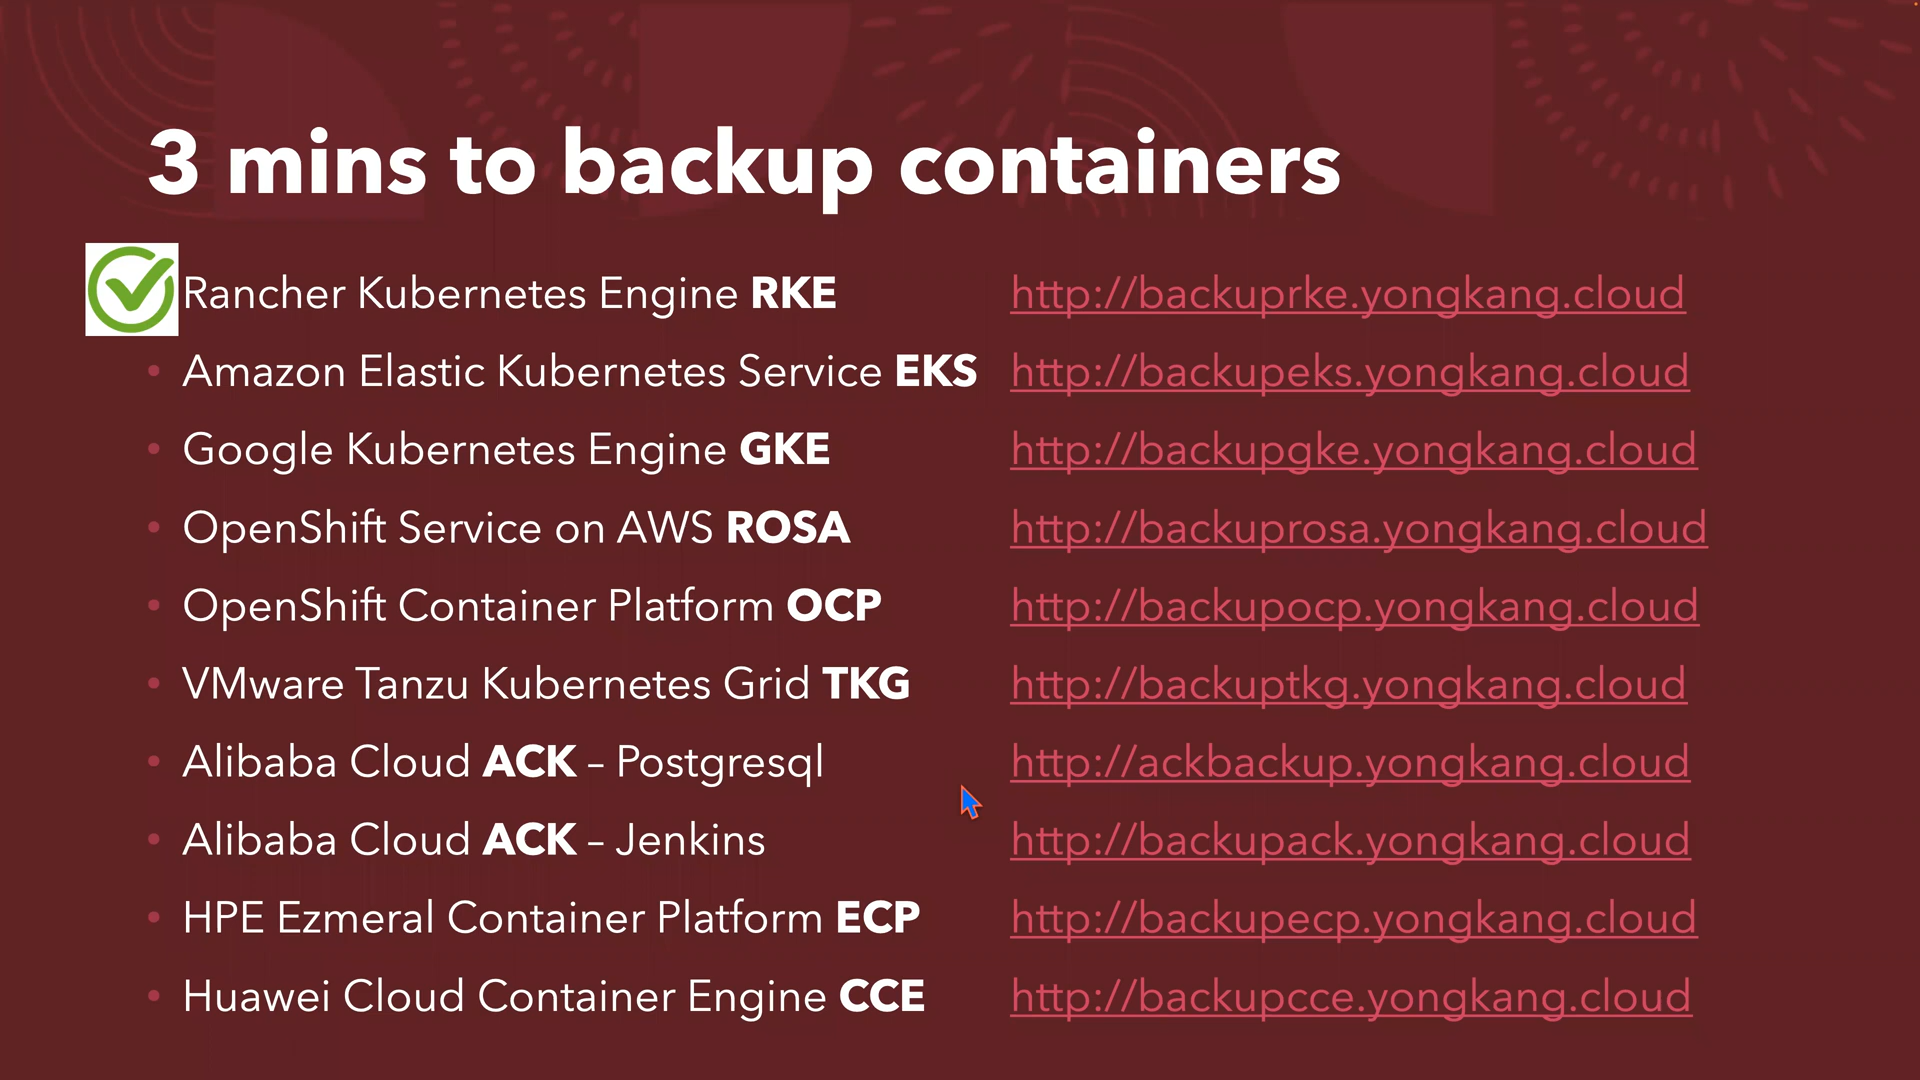 3 mins to backup containers
Rancher Kubernetes Engine RKE http://backuprke.yongkang.cloud
Amazon Elastic Kubernetes Service EKS http://backupeks.yongkang.cloud
Google Kubernetes Engine GKE http://backupgke.yongkang.cloud
OpenShift Service on AWS ROSA http://backuprosa.yongkang.cloud
OpenShift Container Platform OCP http://backupocp.yongkang.cloud
VMware Tanzu Kubernetes Grid TKG http://backuptkg.yongkang.cloud
Alibaba Cloud ACK – Postgresql http://ackbackup.yongkang.cloud
Alibaba Cloud ACK – Jenkins http://backupack.yongkang.cloud
HPE Ezmeral Container Platform ECP http://backupecp.yongkang.cloud
Huawei Cloud Container Engine CCE http://backupcce.yongkang.cloud